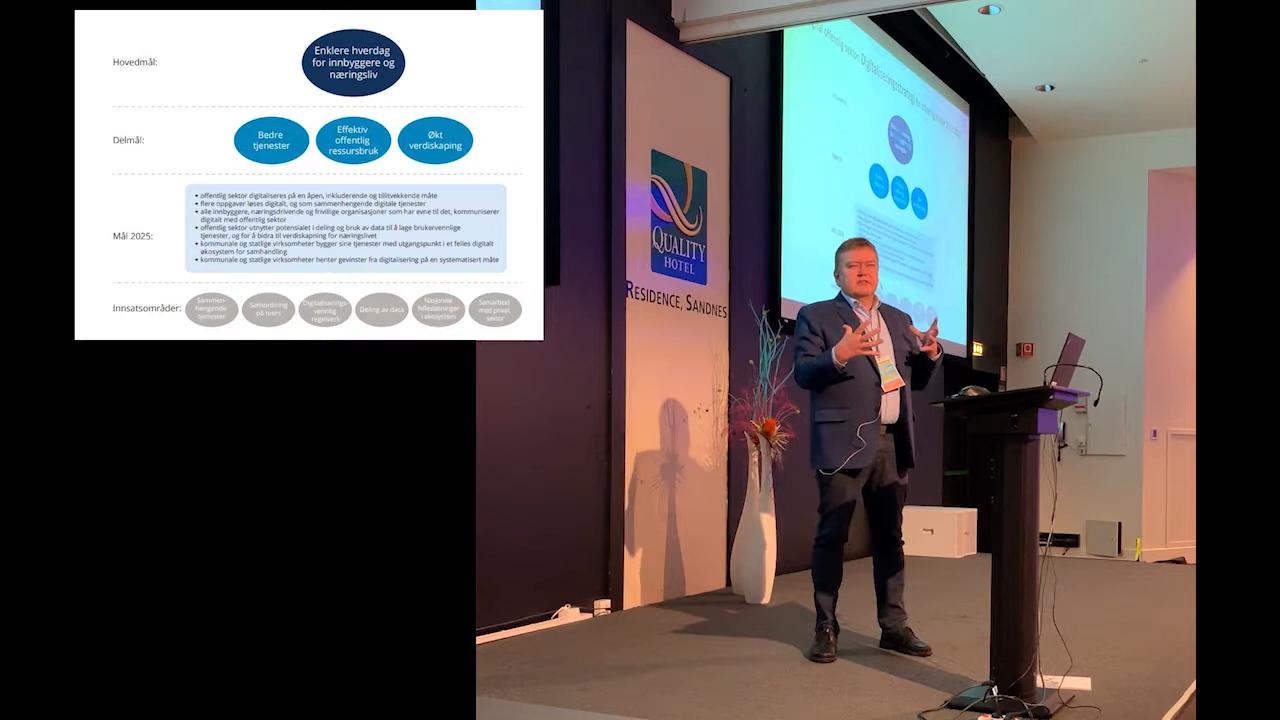 Hovedmål:
Enklere hverdag
for innbyggere og
næringsliv
Delmål:
Bedre
tjenester
Effektiv
offentlig
ressursbruk
Økt
verdiskaping
Mål 2025:
• offentlig sektor digitaliseres på en åpen, inkluderende og tillitvekkende måte
• flere oppgaver løses digitalt, og som sammenhengende digitale tjenester
• alle innbyggere, næringsdrivende og frivillige organisasjoner som har evne til det, kommuniserer
digitalt med offentlig sektor
• offentlig sektor utnytter potensialet i deling og bruk av data til å lage brukervennlige
tjenester, og for å bidra til verdiskapning for næringslivet
• kommunale og statlige virksomheter bygger sine tjenester med utgangspunkt i et felles digitalt
økosystem for samhandling
• kommunale og statlige virksomheter henter gevinster fra digitalisering på en systematisert måte
Innsatsområder:
Sammen-
hengende
tjenester
Samordning
på tvers
Digitaliserings-
vennlig
regelverk
Deling av data
Nasjonale
fellesløsninger
i økosystem
Samarbeid
med privat
sektor
QUALITY
HOTEL
RESIDENCE, SANDNES
offentlig sektor Digitaliseringsstrategi for